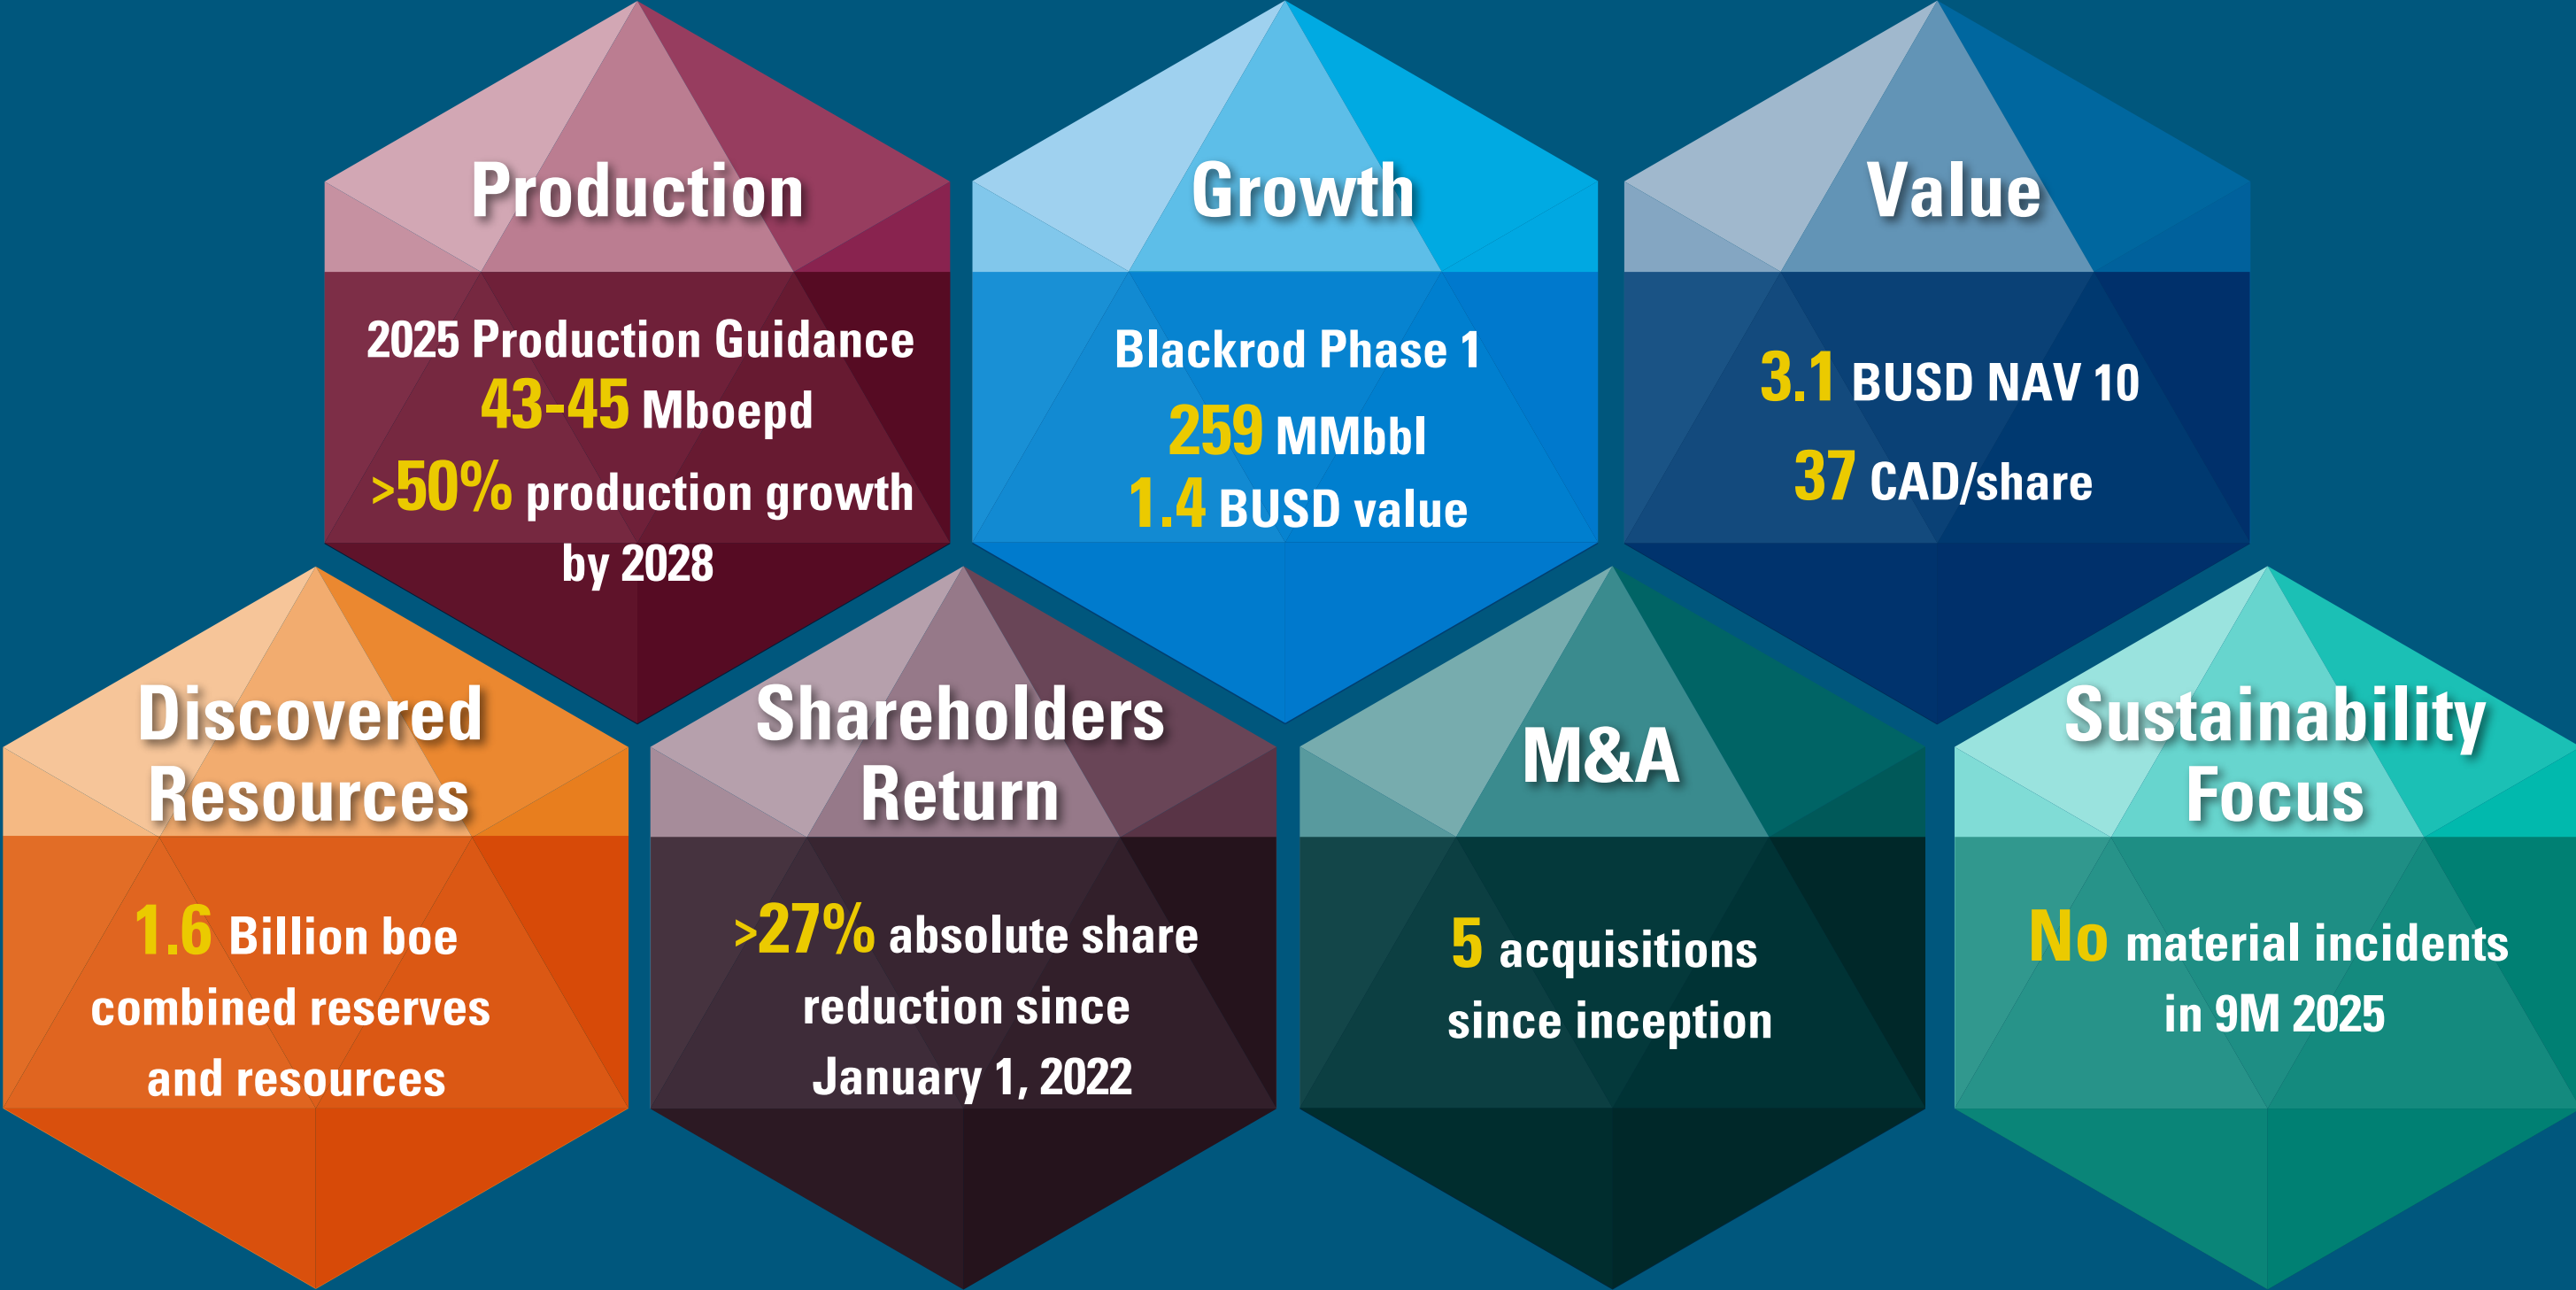 Production
2025 Production Guidance
43-45 Mboepd
>50% production growth
by 2028
Growth
Blackrod Phase 1
259 MMbbl
1.4 BUSD value
Value
3.1 BUSD NAV 10
37 CAD/share
Discovered
Resources
1.6 Billion boe
combined reserves
and resources
Shareholders
Return
>27% absolute share
reduction since
January 1, 2022
M&A
5 acquisitions
since inception
Sustainability
Focus
No material incidents
in 9M 2025